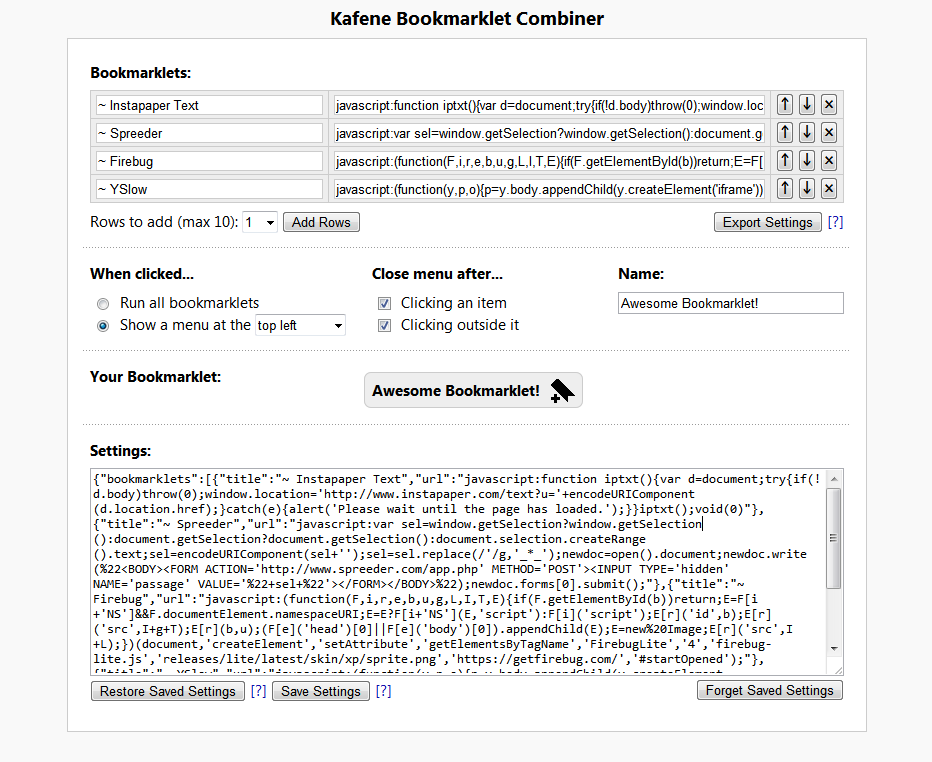 Kafene Bookmarklet Combiner
Bookmarklets:
~ Instapaper Text javascript:function iptxt(){var d=document;try{if(!d.body)throw(0);window.loc
~ Spreeder javascript:var sel=window.getSelection?window.getSelection():document.g
~ Firebug javascript:(function(F,i,r,e,b,u,g,L,I,T,E){if(F.getElementById(b))return;E=F[
~ YSlow javascript:(function(y,p,o){p=y.body.appendChild(y.createElement('iframe'))
Rows to add (max 10): 1 Add Rows Export Settings [?]
When clicked... Close menu after... Name:
Run all bookmarklets Clicking an item Awesome Bookmarklet!
Show a menu at the top left Clicking outside it
Your Bookmarklet: Awesome Bookmarklet!
Settings:
{"bookmarklets":[{"title":"~ Instapaper Text","url":"javascript:function iptxt(){var d=document;try{if(!
d.body)throw(0);window.location='http://www.instapaper.com/text?u='+encodeURIComponent
(d.location.href);}catch(e){alert('Please wait until the page has loaded.');}}iptxt();void(0)"},
{"title":"~ Spreeder","url":"javascript:var sel=window.getSelection?window.getSelection
():document.getSelection?document.getSelection():document.selection.createRange
().text;sel=encodeURIComponent(sel+'');sel=sel.replace(/'/g,'_*_');newdoc=open().document;newdoc.write
(%22<BODY><FORM ACTION='http://www.spreeder.com/app.php' METHOD='POST'><INPUT TYPE='hidden'
NAME='passage' VALUE='%22+sel+%22'></FORM></BODY>%22);newdoc.forms[0].submit();"},{"title":"~
Firebug","url":"javascript:(function(F,i,r,e,b,u,g,L,I,T,E){if(F.getElementById(b))return;E=F[i
+'NS']&&F.documentElement.namespaceURI;E=E?F[i+'NS'](E,'script'):F[i]('script');E[r]('id',b);E[r]
('src',I+g+T);E[r](b,u);(F[e]('head')[0]||F[e]('body')[0]).appendChild(E);E=new%20Image;E[r]('src',I
+L);})(document,'createElement','setAttribute','getElementsByTagName','FirebugLite','4','firebug-
lite.js','releases/lite/latest/skin/xp/sprite.png','https://getfirebug.com/','#startOpened');"},
Restore Saved Settings [?] Save Settings [?] Forget Saved Settings